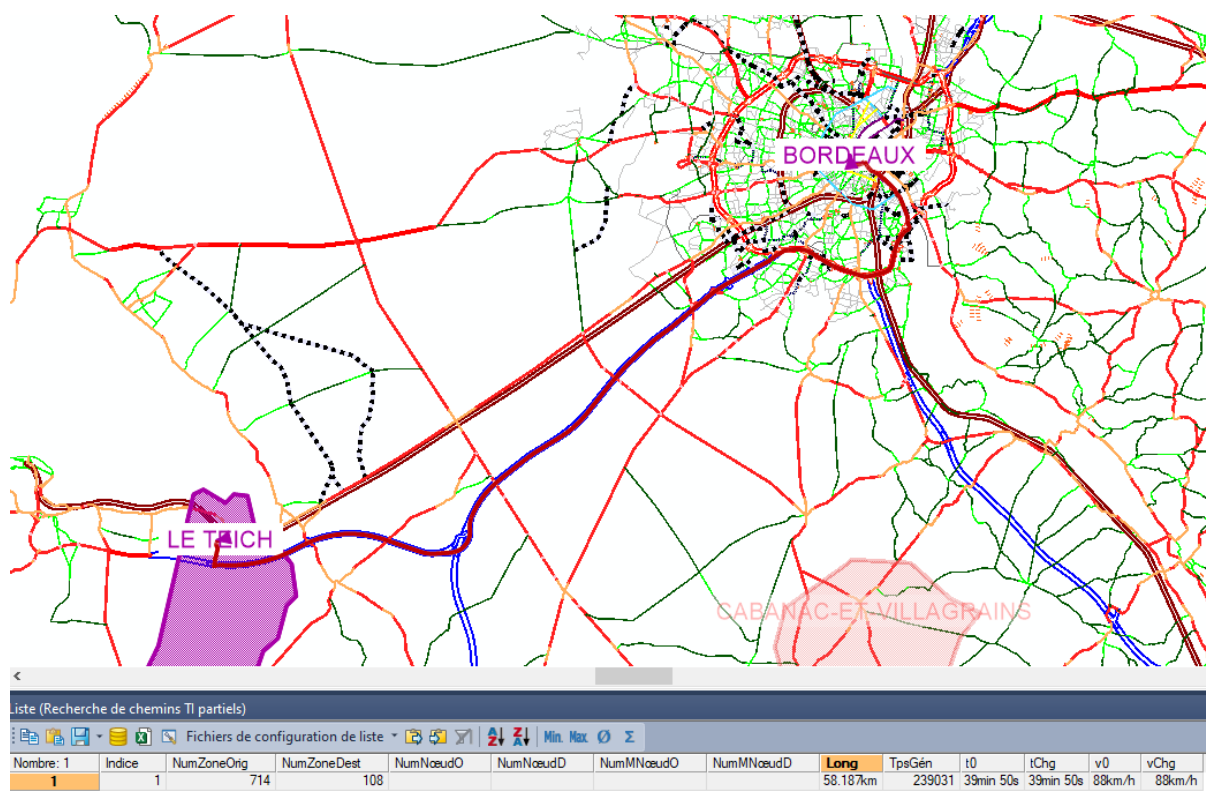 BORDEAUX
LE TEICH
CABANAC-ET-VILLAGRAINS
Liste (Recherche de chemins TI partiels)
Fichiers de configuration de liste Min. Max Ø Σ
Nombre: 1 Indice NumZoneOrig NumZoneDest NumNœudO NumNœudD NumMNœudO NumMNœudD Long TpsGén t0 tChg v0 vChg
1 1 714 108 58.187km 239031 39min 50s 39min 50s 88km/h 88km/h